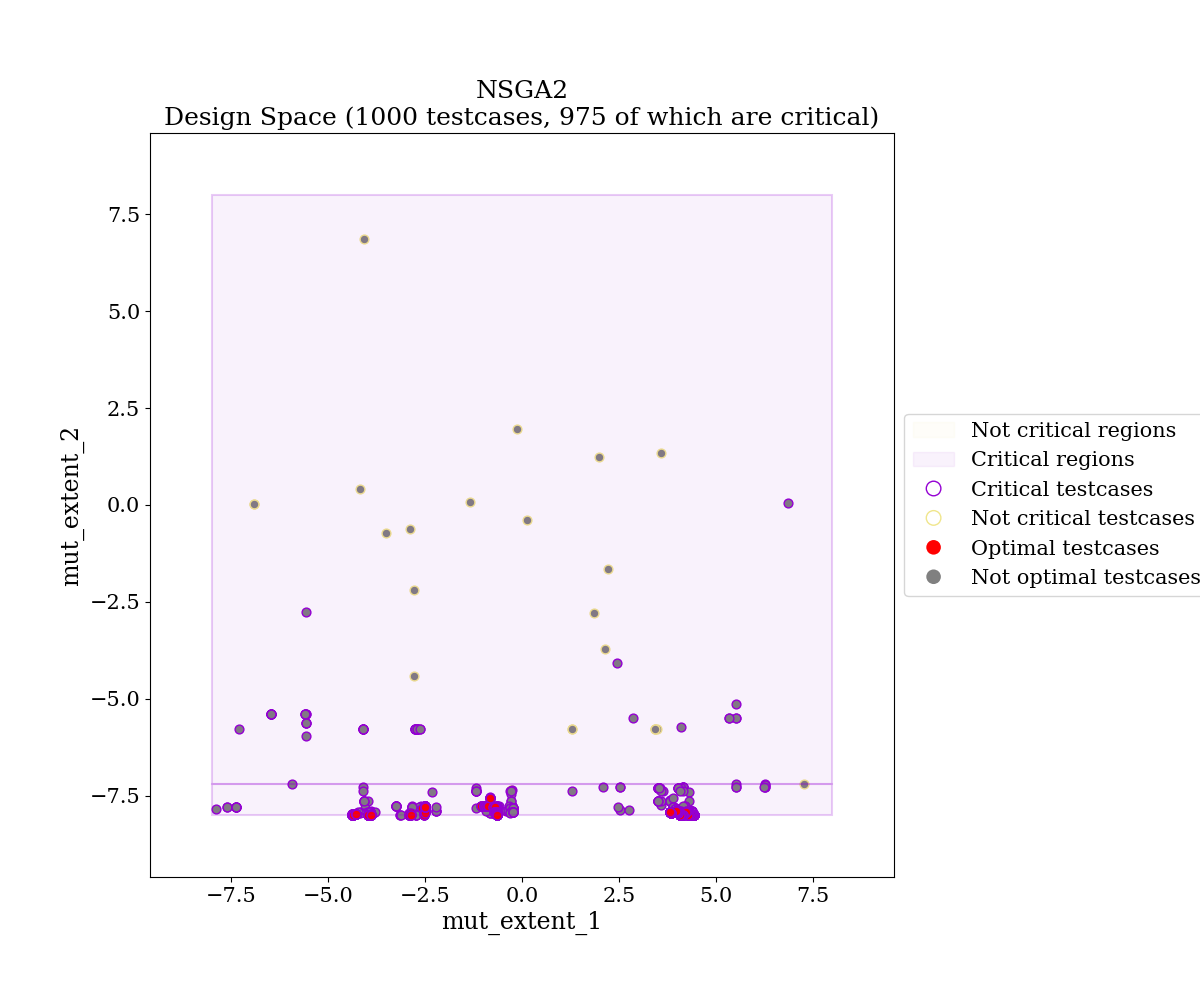 NSGA2
Design Space (1000 testcases, 975 of which are critical)
7.5
5.0
2.5
0.0
−2.5
−5.0
−7.5
mut_extent_2
−7.5 −5.0 −2.5 0.0 2.5 5.0 7.5
mut_extent_1
Not critical regions
Critical regions
Critical testcases
Not critical testcases
Optimal testcases
Not optimal testcases